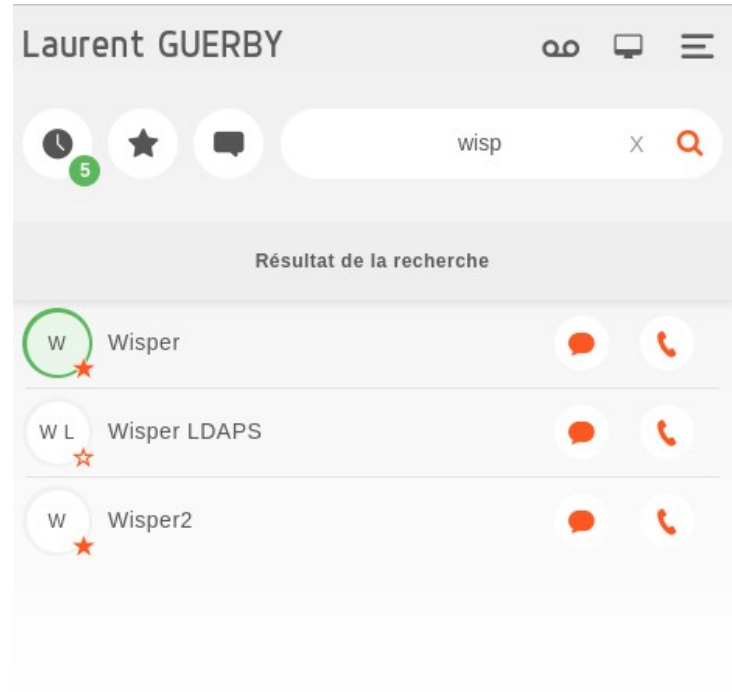 Laurent GUERBY
5
wisp X
Résultat de la recherche
W Wisper
W L Wisper LDAPS
W Wisper2